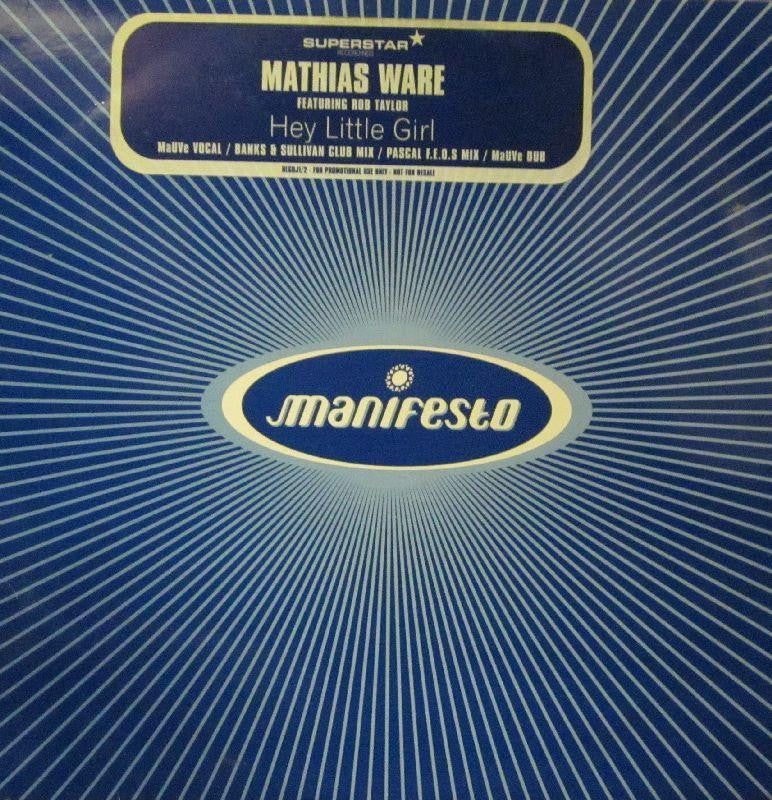 SUPERSTAR
RECORDINGS
MATHIAS WARE
FEATURING ROB TAYLOR
Hey Little Girl
MaUVe VOCAL / BANKS & SULLIVAN CLUB MIX / PASCAL F.E.O.S MIX / MaUVe DUB
FOR PROMOTIONAL USE ONLY - NOT FOR RESALE
manifesto